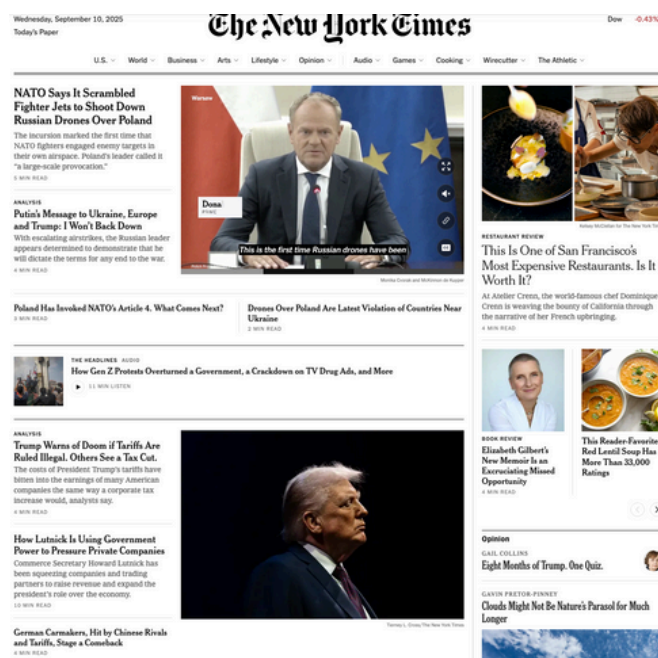 Wednesday, September 10, 2025
Today's Paper
The New York Times
Dow -0.43%
U.S.
World
Business
Arts
Lifestyle
Opinion
Audio
Games
Cooking
Wirecutter
The Athletic
NATO Says It Scrambled
Fighter Jets to Shoot Down
Russian Drones Over Poland
The incursion marked the first time that
NATO fighters engaged enemy targets in
their own airspace. Poland's leader called it
"a large-scale provocation."
5 MIN READ
ANALYSIS
Putin's Message to Ukraine, Europe
and Trump: I Won't Back Down
With escalating airstrikes, the Russian leader
appears determined to demonstrate that he
will dictate the terms for any end to the war.
4 MIN READ
Warsaw
Dona
This is the first time Russian drones have been
Poland Has Invoked NATO's Article 4. What Comes Next?
3 MIN READ
Drones Over Poland Are Latest Violation of Countries Near
Ukraine
2 MIN READ
THE HEADLINES AUDIO
How Gen Z Protests Overturned a Government, a Crackdown on TV Drug Ads, and More
11 MIN LISTEN
ANALYSIS
Trump Warns of Doom if Tariffs Are
Ruled Illegal. Others See a Tax Cut.
The costs of President Trump's tariffs have
bitten into the earnings of many American
companies the same way a corporate tax
increase would, analysts say.
4 MIN READ
How Lutnick Is Using Government
Power to Pressure Private Companies
Commerce Secretary Howard Lutnick has
been squeezing companies and trading
partners to raise revenue and expand the
president's role over the economy.
10 MIN READ
German Carmakers, Hit by Chinese Rivals
and Tariffs, Stage a Comeback
4 MIN READ
Tierney L. Cross/The New York Times
Kelsey McClellan for The New York Tim
RESTAURANT REVIEW
This Is One of San Francisco's
Most Expensive Restaurants. Is It
Worth It?
At Atelier Crenn, the world-famous chef Dominique
Crenn is weaving the bounty of California through
the narrative of her French upbringing.
4 MIN READ
BOOK REVIEW
Elizabeth Gilbert's
New Memoir Is an
Excruciating Missed
Opportunity
4 MIN READ
This Reader-Favorite
Red Lentil Soup Has
More Than 33,000
Ratings
Opinion
GAIL COLLINS
Eight Months of Trump. One Quiz.
GAVIN PRETOR-PINNEY
Clouds Might Not Be Nature's Parasol for Much
Longer